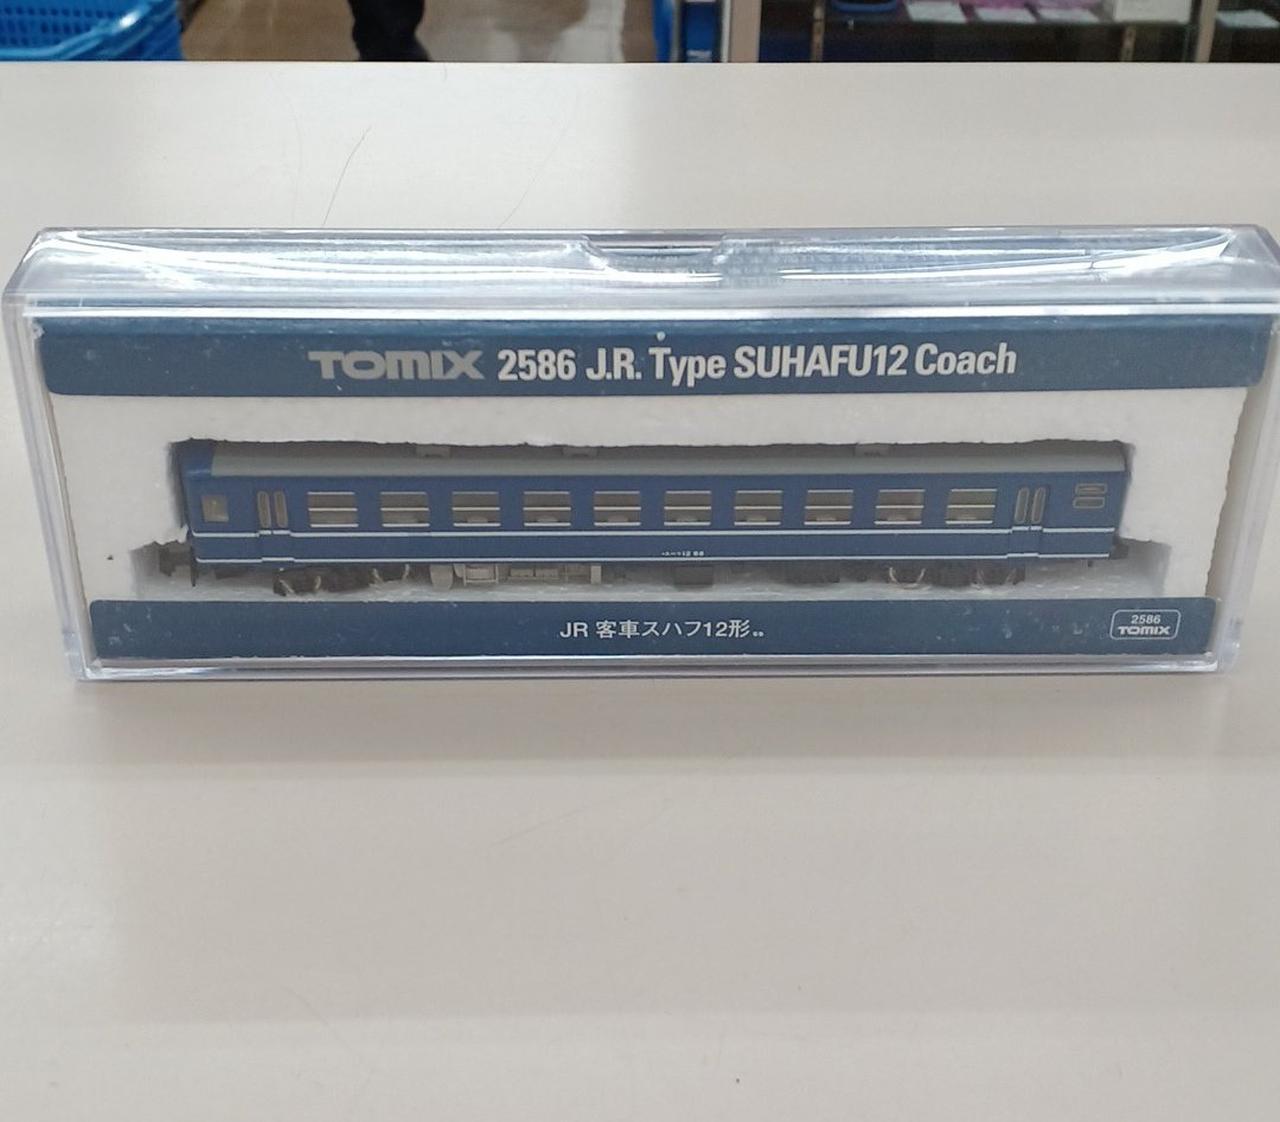 TOMIX 2586 J.R. Type SUHAFU12 Coach
JR 客車スハフ12形
2586
TOMIX